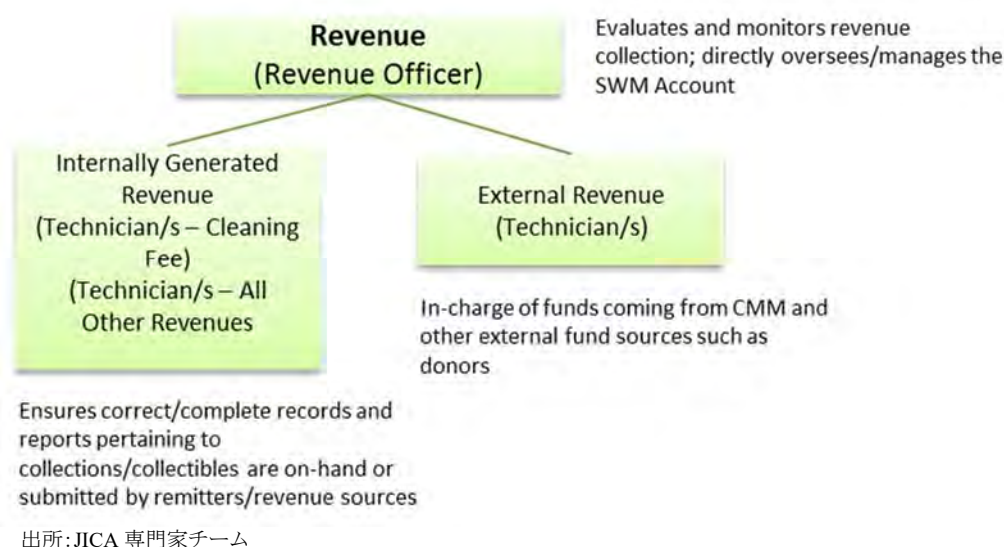 Revenue
(Revenue Officer)
Evaluates and monitors revenue
collection; directly oversees/manages the
SWM Account
Internally Generated
Revenue
(Technician/s – Cleaning
Fee)
(Technician/s – All
Other Revenues
External Revenue
(Technician/s)
In-charge of funds coming from CMM and
other external fund sources such as
donors
Ensures correct/complete records and
reports pertaining to
collections/collectibles are on-hand or
submitted by remitters/revenue sources
出所：JICA 専門家チーム